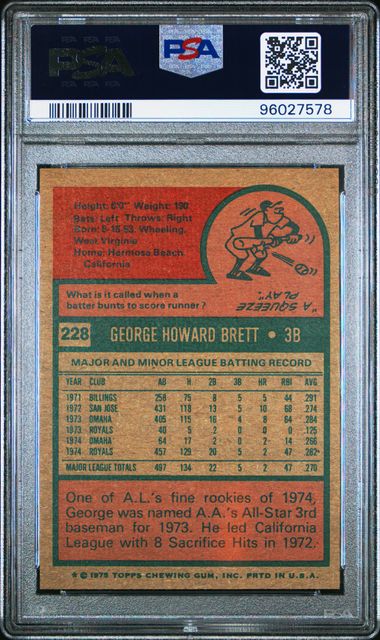 PSA
PSA
96027578
Height: 6'0" Weight: 190
Bats: Left Throws: Right
Born: 5-15-53, Wheeling,
West Virginia
Home: Hermosa Beach,
California
"A SQUEEZE
PLAY"
What is it called when a
batter bunts to score runner?
228 GEORGE HOWARD BRETT • 3B
MAJOR AND MINOR LEAGUE BATTING RECORD
YEAR CLUB AB H 2B 3B HR RBI AVG
1971 BILLINGS 258 75 8 5 5 44 .291
1972 SAN JOSE 431 118 13 5 10 68 .274
1973 OMAHA 405 115 16 4 8 64 .284
1973 ROYALS 40 5 2 0 0 0 .125
1974 OMAHA 64 17 2 0 2 14 .266
1974 ROYALS 457 129 20 5 2 47 .282
MAJOR LEAGUE TOTALS 497 134 22 5 2 47 .270
One of A.L.'s fine rookies of 1974,
George was named A.A.'s All-Star 3rd
baseman for 1973. He led California
League with 8 Sacrifice Hits in 1972.
★ © 1975 TOPPS CHEWING GUM, INC. PRTD IN U.S.A.